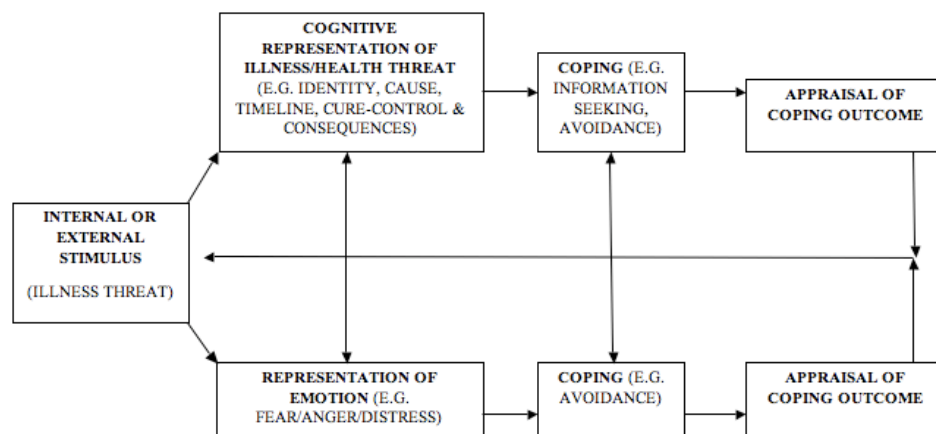 COGNITIVE
REPRESENTATION OF
ILLNESS/HEALTH THREAT
(E.G. IDENTITY, CAUSE,
TIMELINE, CURE-CONTROL &
CONSEQUENCES)
COPING (E.G.
INFORMATION
SEEKING,
AVOIDANCE)
APPRAISAL OF
COPING OUTCOME
INTERNAL OR
EXTERNAL
STIMULUS
(ILLNESS THREAT)
REPRESENTATION OF
EMOTION (E.G.
FEAR/ANGER/DISTRESS)
COPING (E.G.
AVOIDANCE)
APPRAISAL OF
COPING OUTCOME